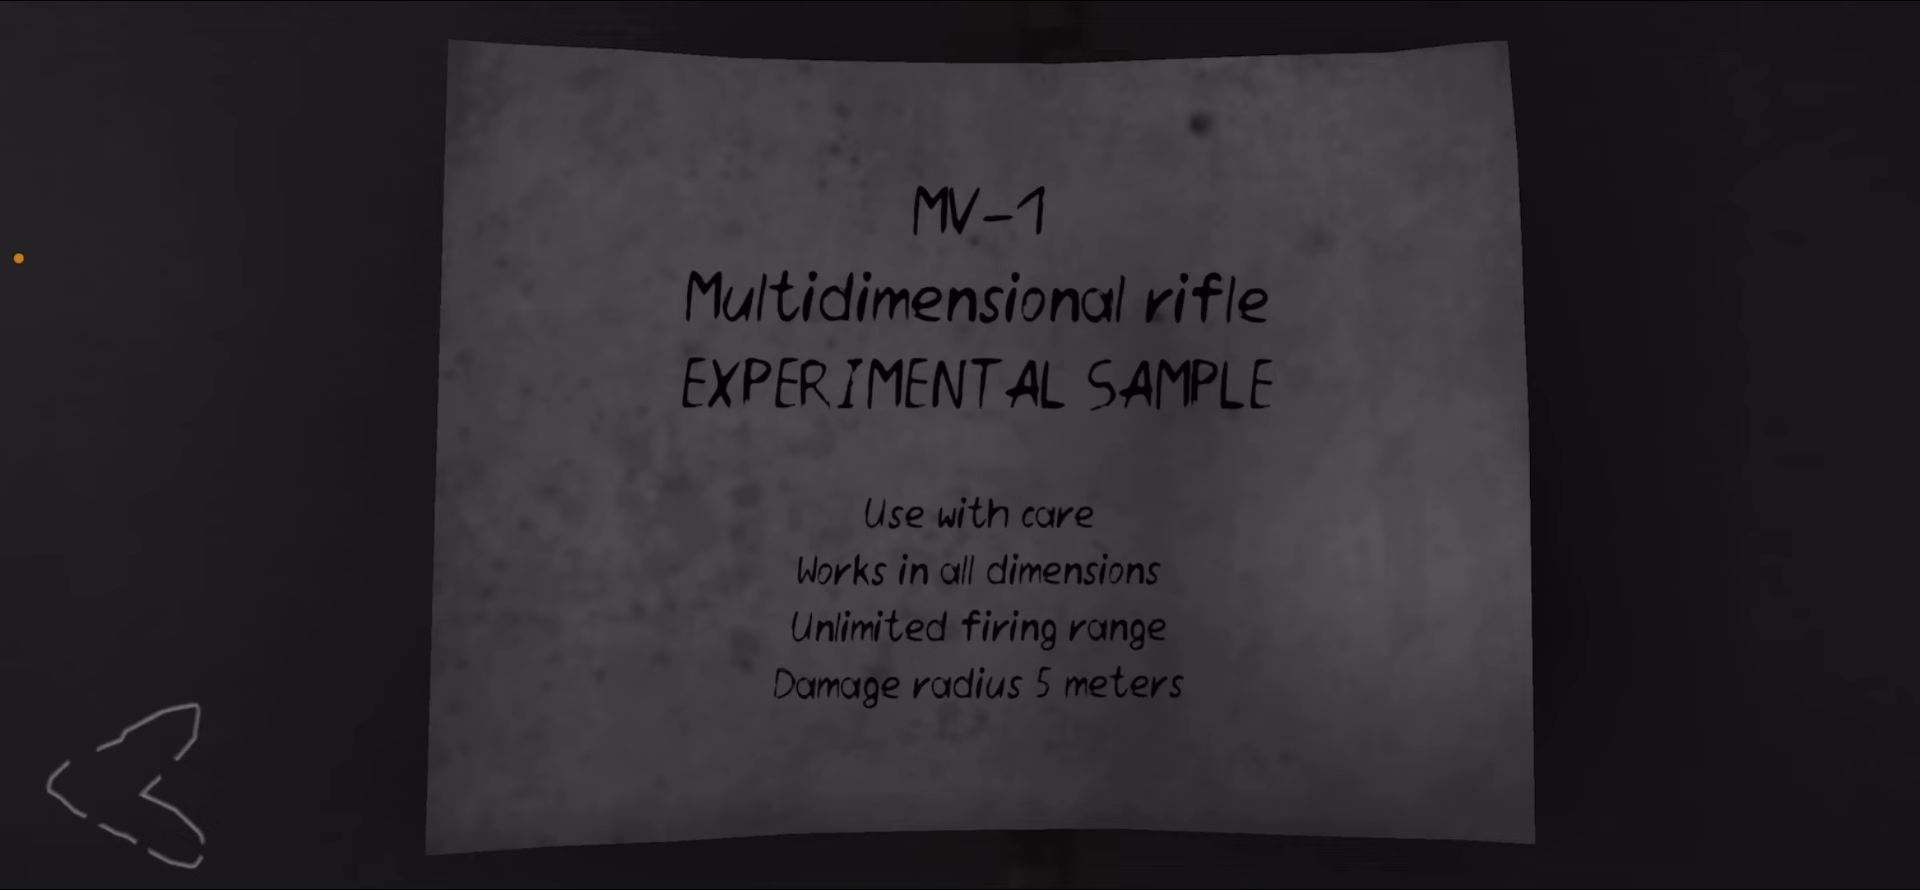 MV-1
Multidimensional rifle
EXPERIMENTAL SAMPLE
Use with care
Works in all dimensions
Unlimited firing range
Damage radius 5 meters